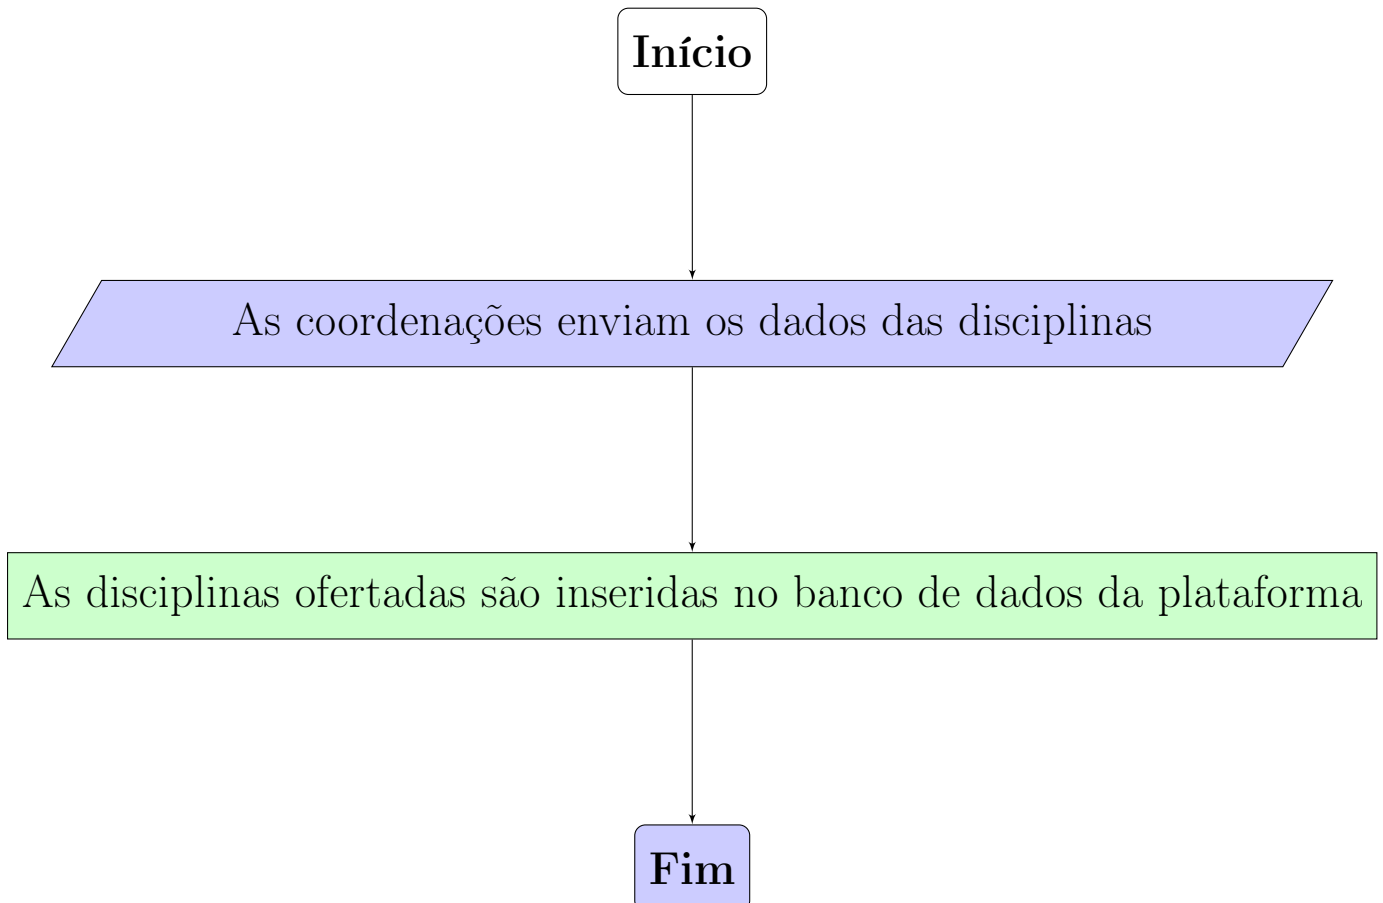 Início
As coordenações enviam os dados das disciplinas
As disciplinas ofertadas são inseridas no banco de dados da plataforma
Fim